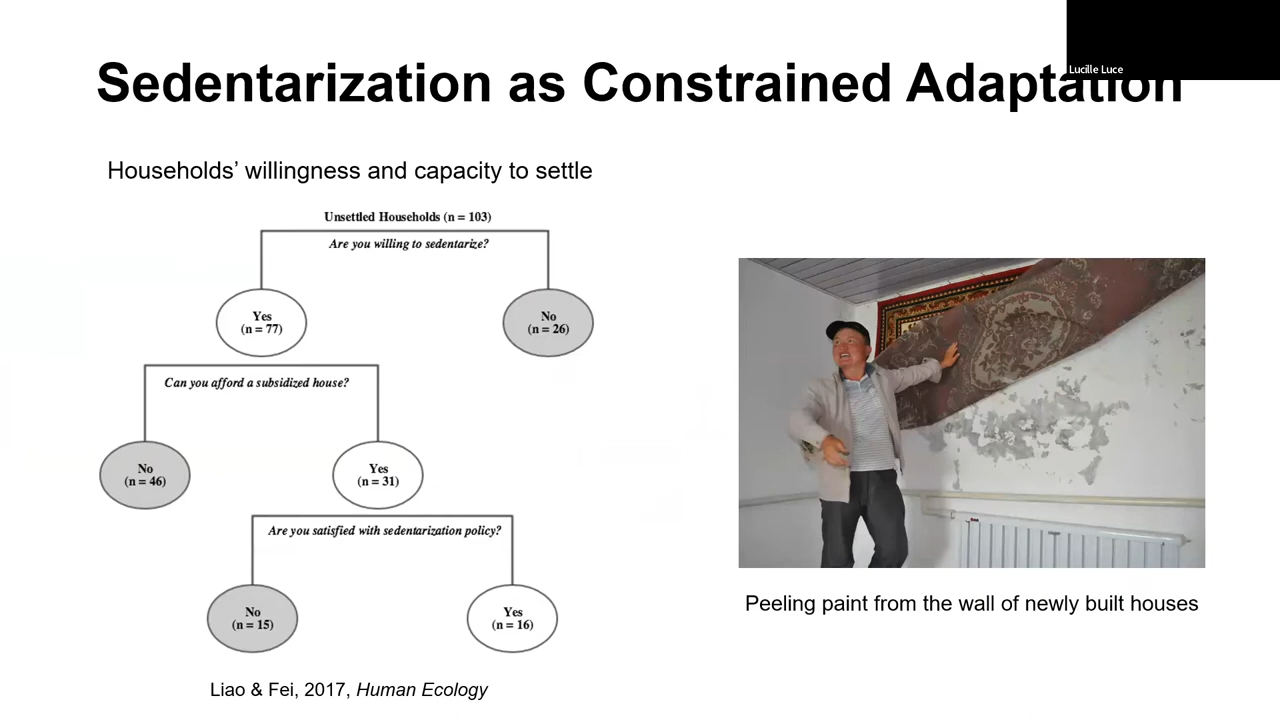 Lucille Luce
Sedentarization as Constrained Adaptation
Households’ willingness and capacity to settle
Unsettled Households (n = 103)
Are you willing to sedentarize?
Yes
(n = 77)
No
(n = 26)
Can you afford a subsidized house?
No
(n = 46)
Yes
(n = 31)
Are you satisfied with sedentarization policy?
No
(n = 15)
Yes
(n = 16)
Liao & Fei, 2017, Human Ecology
Peeling paint from the wall of newly built houses